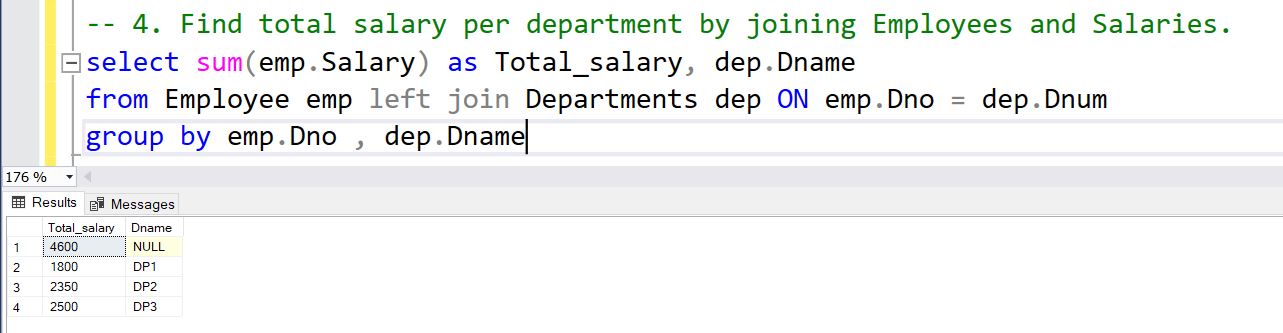 -- 4. Find total salary per department by joining Employees and Salaries.
select sum(emp.Salary) as Total_salary, dep.Dname
from Employee emp left join Departments dep ON emp.Dno = dep.Dnum
group by emp.Dno , dep.Dname
176 %
Results Messages
Total_salary Dname
1 4600 NULL
2 1800 DP1
3 2350 DP2
4 2500 DP3